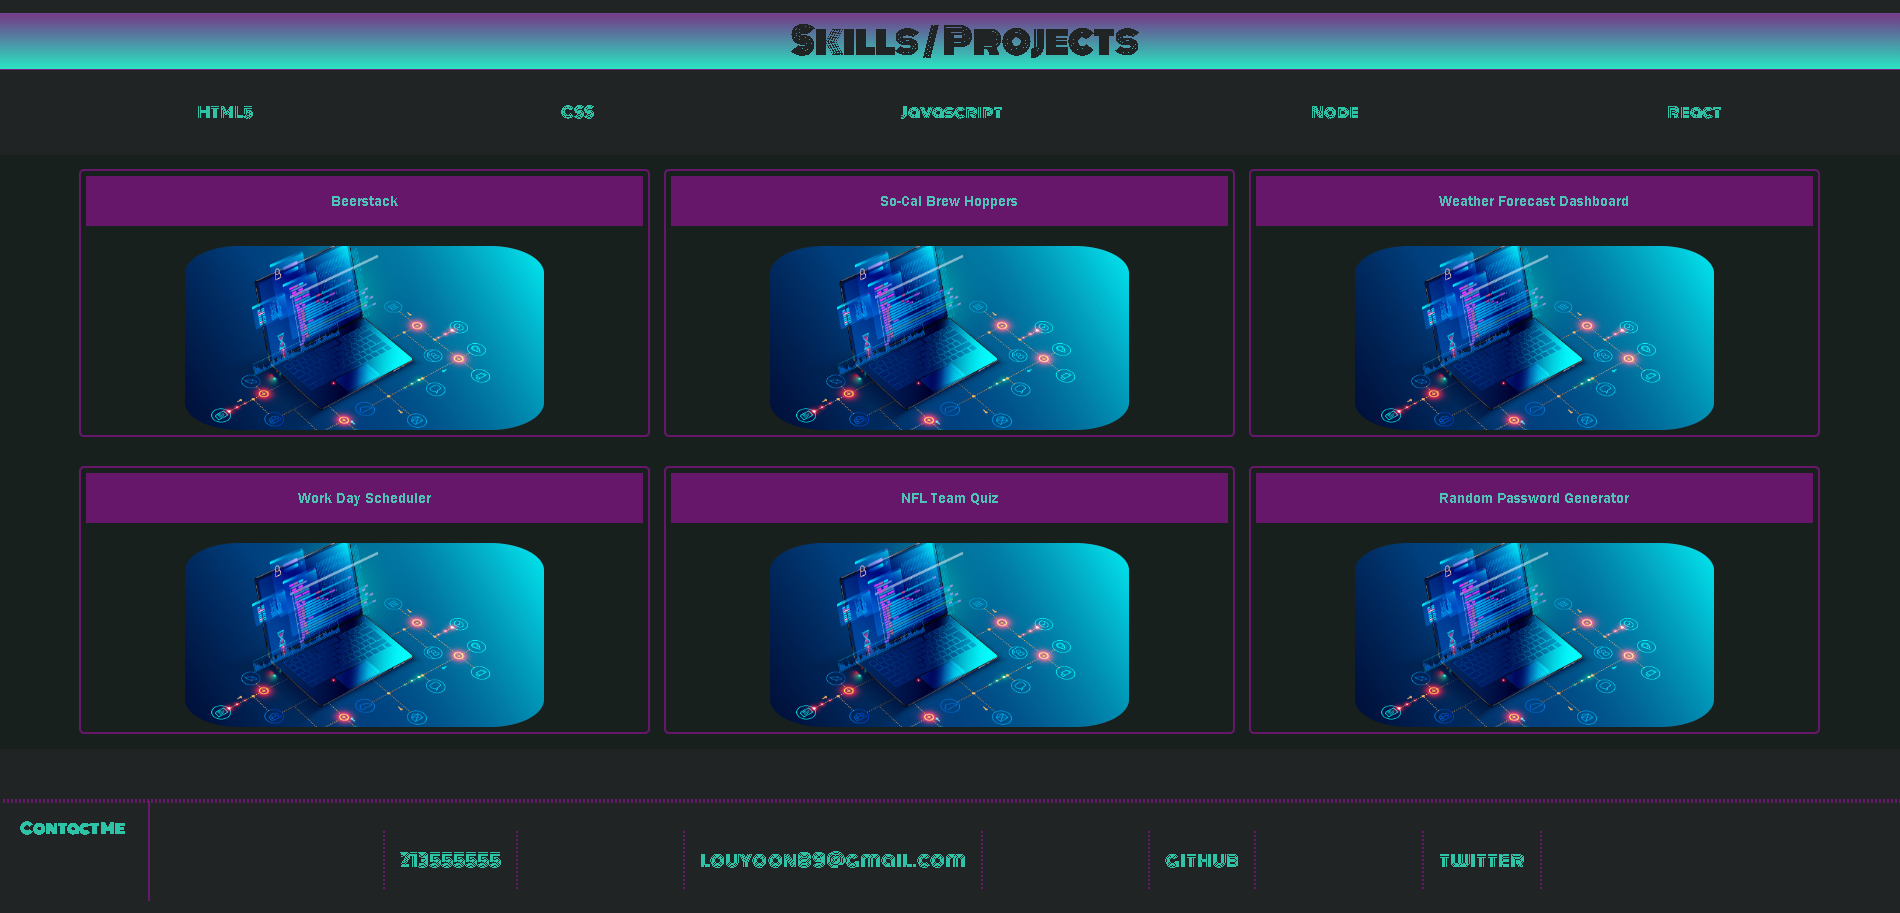 Skills / Projects
HTML5 CSS Javascript Node React
Beerstack So-Cal Brew Hoppers Weather Forecast Dashboard
Work Day Scheduler NFL Team Quiz Random Password Generator
Contact Me
213555555 louyoon89@gmail.com github twitter